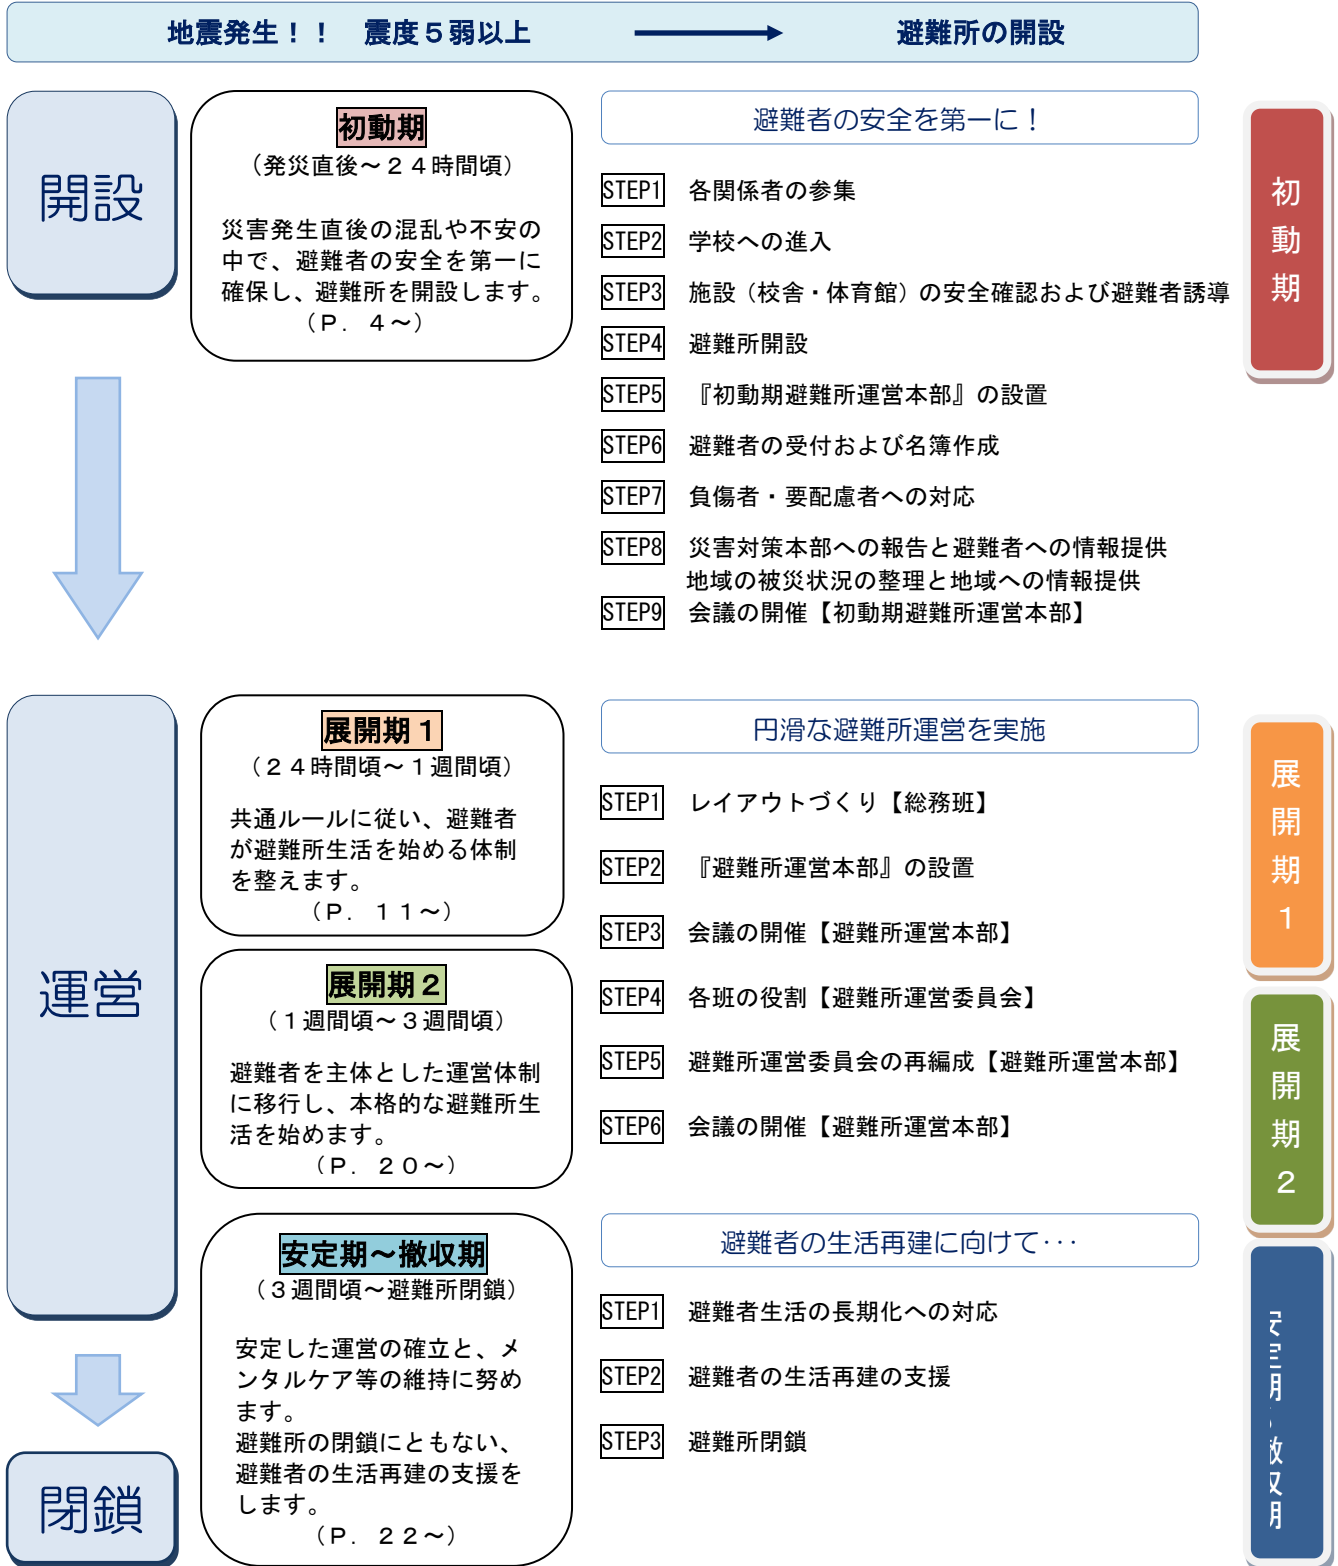 地震発生！！　震度５弱以上　避難所の開設
開設
初動期
（発災直後～２４時間頃）
災害発生直後の混乱や不安の
中で、避難者の安全を第一に
確保し、避難所を開設します。
（Ｐ．４～）
避難者の安全を第一に！
STEP1　各関係者の参集
STEP2　学校への進入
STEP3　施設（校舎・体育館）の安全確認および避難者誘導
STEP4　避難所開設
STEP5　『初動期避難所運営本部』の設置
STEP6　避難者の受付および名簿作成
STEP7　負傷者・要配慮者への対応
STEP8　災害対策本部への報告と避難者への情報提供
地域の被災状況の整理と地域への情報提供
STEP9　会議の開催【初動期避難所運営本部】
初動期
運営
展開期１
（２４時間頃～１週間頃）
共通ルールに従い、避難者
が避難所生活を始める体制
を整えます。
（Ｐ．１１～）
展開期２
（１週間頃～３週間頃）
避難者を主体とした運営体制
に移行し、本格的な避難所生
活を始めます。
（Ｐ．２０～）
円滑な避難所運営を実施
STEP1　レイアウトづくり【総務班】
STEP2　『避難所運営本部』の設置
STEP3　会議の開催【避難所運営本部】
STEP4　各班の役割【避難所運営委員会】
STEP5　避難所運営委員会の再編成【避難所運営本部】
STEP6　会議の開催【避難所運営本部】
展開期１
展開期２
安定期～撤収期
（３週間頃～避難所閉鎖）
安定した運営の確立と、メ
ンタルケア等の維持に努め
ます。
避難所の閉鎖にともない、
避難者の生活再建の支援を
します。
（Ｐ．２２～）
避難者の生活再建に向けて･･･
STEP1　避難者生活の長期化への対応
STEP2　避難者の生活再建の支援
STEP3　避難所閉鎖
安定期～撤収期
閉鎖